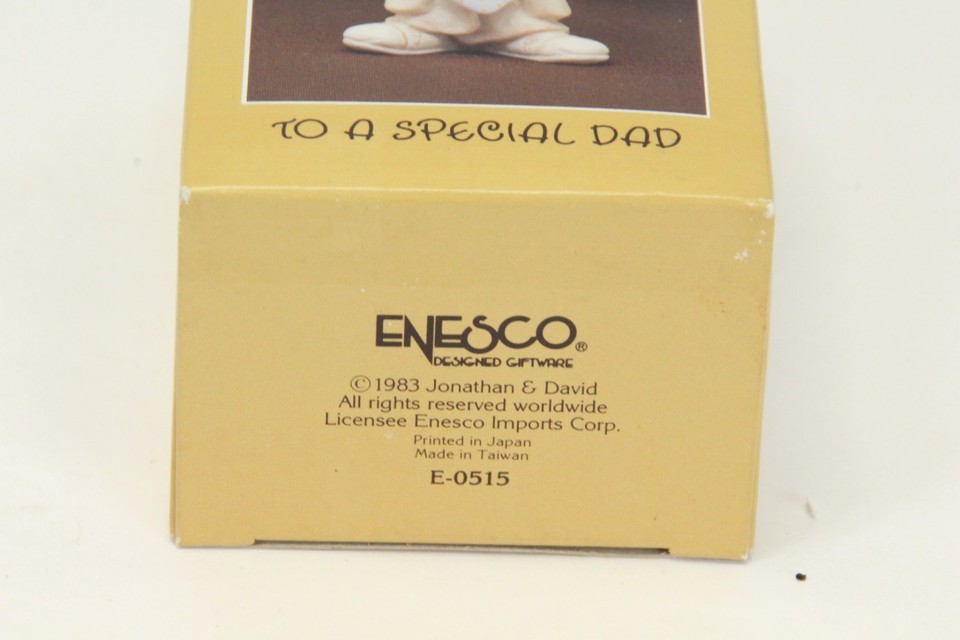 TO A SPECIAL DAD
ENESCO®
DESIGNED GIFTWARE
©1983 Jonathan & David
All rights reserved worldwide
Licensee Enesco Imports Corp.
Printed in Japan
Made in Taiwan
E-0515